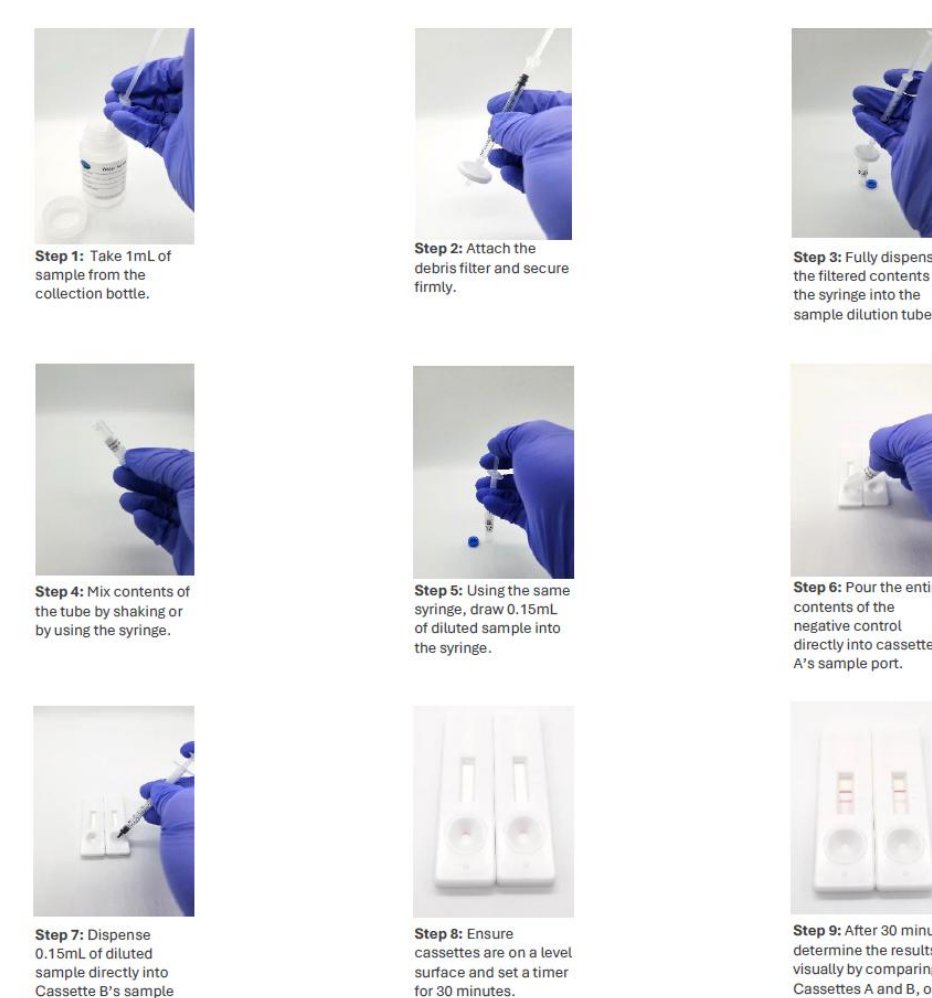 Step 1: Take 1mL of
sample from the
collection bottle.
Step 2: Attach the
debris filter and secure
firmly.
Step 3: Fully dispens
the filtered contents
the syringe into the
sample dilution tube
Step 4: Mix contents of
the tube by shaking or
by using the syringe.
Step 5: Using the same
syringe, draw 0.15mL
of diluted sample into
the syringe.
Step 6: Pour the enti
contents of the
negative control
directly into cassette
A's sample port.
Step 7: Dispense
0.15mL of diluted
sample directly into
Cassette B's sample
Step 8: Ensure
cassettes are on a level
surface and set a timer
for 30 minutes.
Step 9: After 30 minu
determine the results
visually by comparing
Cassettes A and B, o